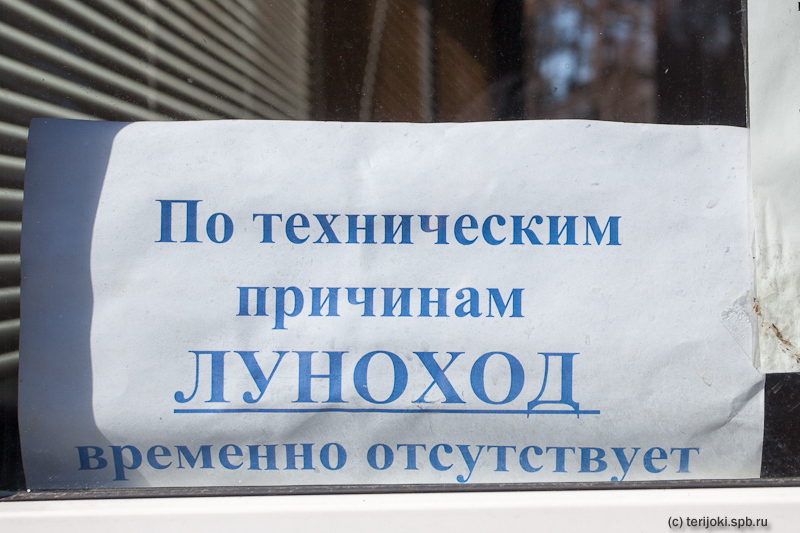 По техническим
причинам
ЛУНОХОД
временно отсутствует
(c) terijoki.spb.ru